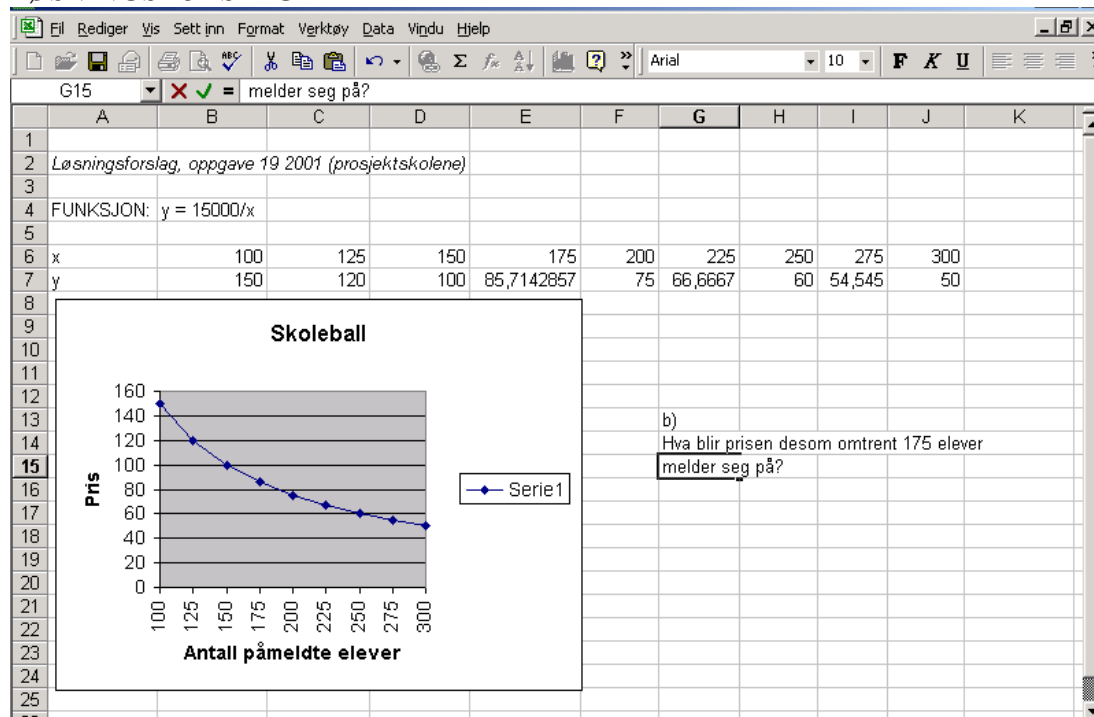 Fil Rediger Vis Sett inn Format Verktøy Data Vindu Hjelp
Arial 10 F K U
G15 = melder seg på?
A B C D E F G H I J K
1
2 Løsningsforslag, oppgave 19 2001 (prosjektskolene)
3
4 FUNKSJON: y = 15000/x
5
6 x 100 125 150 175 200 225 250 275 300
7 y 150 120 100 85,7142857 75 66,6667 60 54,545 50
8
9
10
11
12
13 b)
14 Hva blir prisen desom omtrent 175 elever
15 melder seg på?
16
17
18
19
20
21
22
23
24
25
Skoleball
160
140
120
100
80
60
40
20
0
Pris
100 125 150 175 200 225 250 275 300
Antall påmeldte elever
Serie1